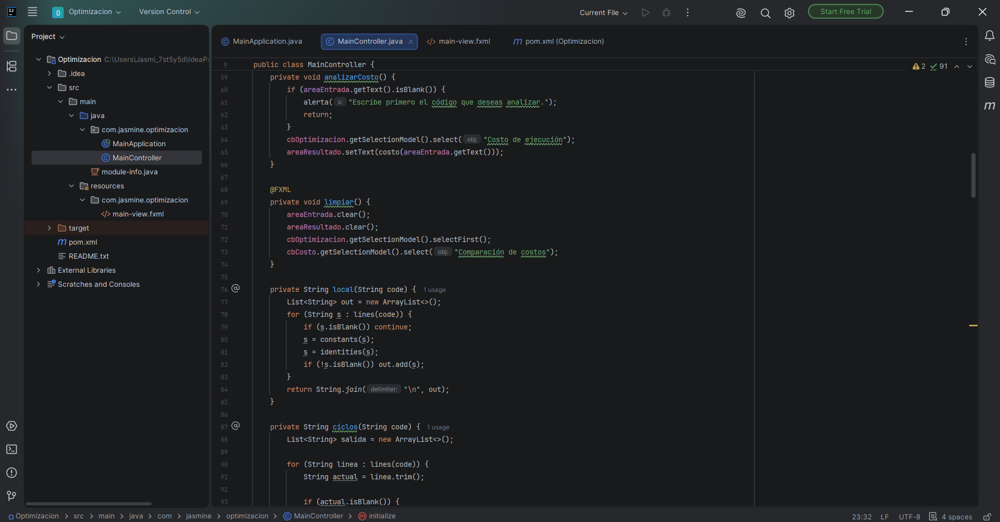 Optimizacion Version Control Current File Start Free Trial
Project
Optimizacion C:\Users\Jasmi_7st5y5d\IdeaPr
.idea
src
main
java
com.jasmine.optimizacion
MainApplication
MainController
module-info.java
resources
com.jasmine.optimizacion
main-view.fxml
target
pom.xml
README.txt
External Libraries
Scratches and Consoles
MainApplication.java MainController.java main-view.fxml pom.xml (Optimizacion)
2 91
9 public class MainController {
59 private void analizarCosto() {
60 if (areaEntrada.getText().isBlank()) {
61 alerta( s: "Escribe primero el código que deseas analizar.");
62 return;
63 }
64 cbOptimizacion.getSelectionModel().select( obj: "Costo de ejecución");
65 areaResultado.setText(costo(areaEntrada.getText()));
66 }
67
68 @FXML
69 private void limpiar() {
70 areaEntrada.clear();
71 areaResultado.clear();
72 cbOptimizacion.getSelectionModel().selectFirst();
73 cbCosto.getSelectionModel().select( obj: "Comparación de costos");
74 }
75
76 private String local(String code) { 1 usage
77 List<String> out = new ArrayList<>();
78 for (String s : lines(code)) {
79 if (s.isBlank()) continue;
80 s = constants(s);
81 s = identities(s);
82 if (!s.isBlank()) out.add(s);
83 }
84 return String.join( delimiter: "\n", out);
85 }
86
87 private String ciclos(String code) { 1 usage
88 List<String> salida = new ArrayList<>();
89
90 for (String linea : lines(code)) {
91 String actual = linea.trim();
92
93 if (actual.isBlank()) {
Optimizacion > src > main > java > com > jasmine > optimizacion > MainController > initialize
23:32 LF UTF-8 4 spaces